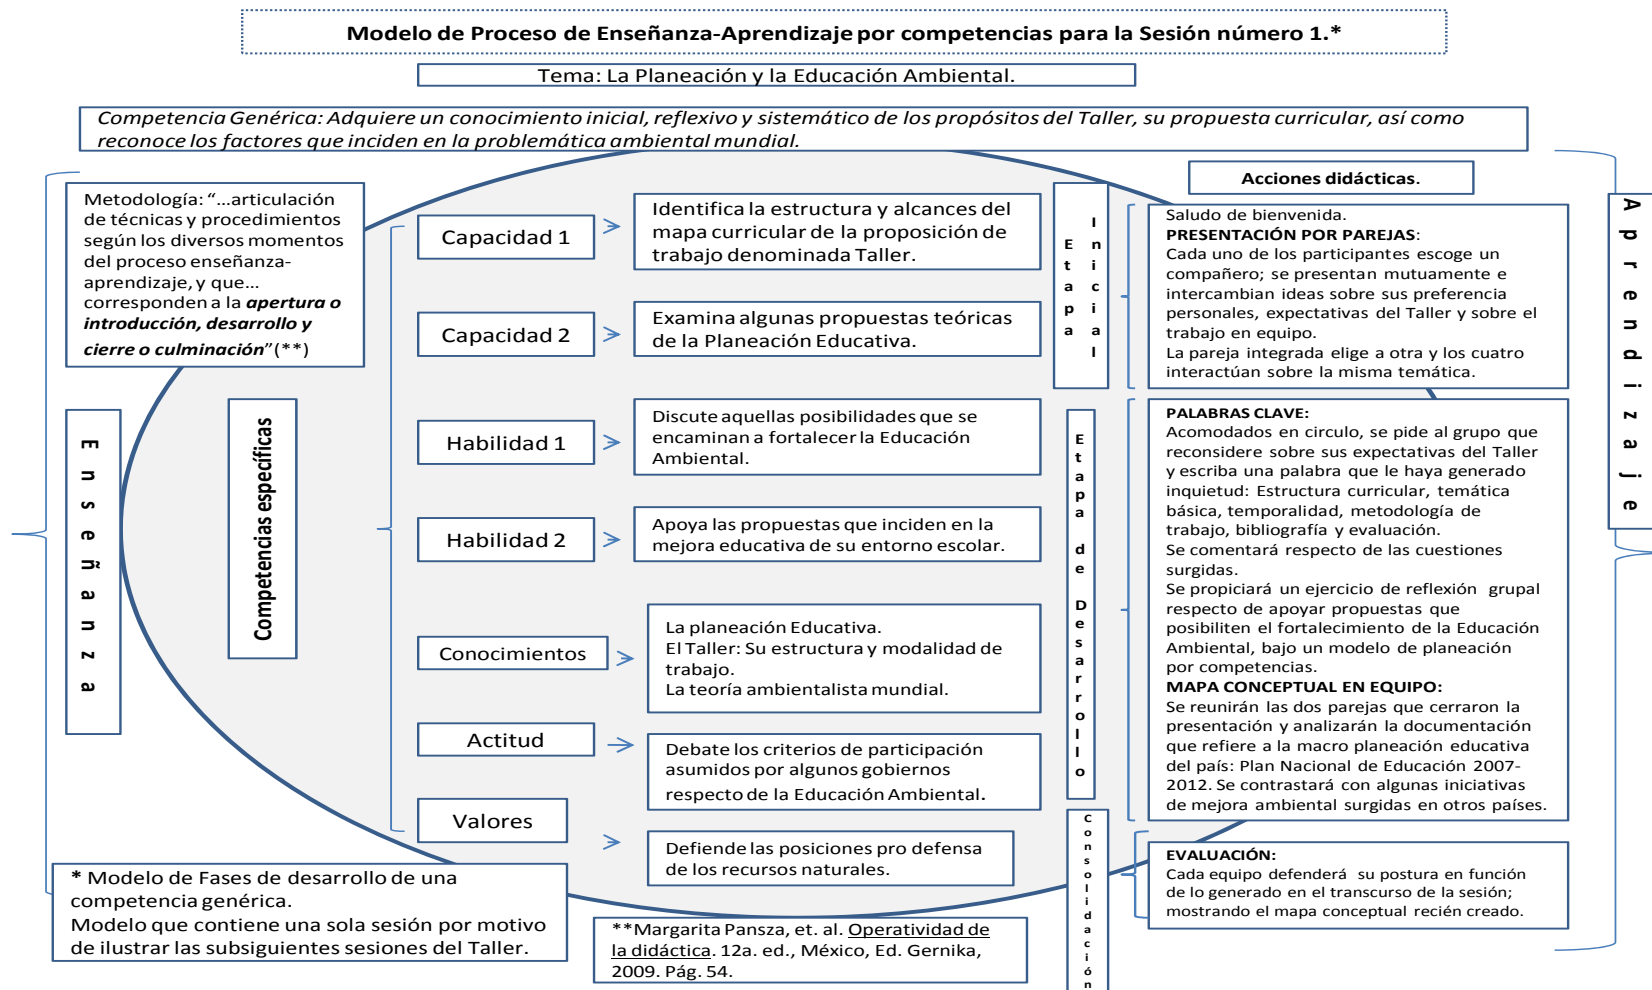 Modelo de Proceso de Enseñanza-Aprendizaje por competencias para la Sesión número 1.*
Tema: La Planeación y la Educación Ambiental.
Competencia Genérica: Adquiere un conocimiento inicial, reflexivo y sistemático de los propósitos del Taller, su propuesta curricular, así como
reconoce los factores que inciden en la problemática ambiental mundial.
Metodología: “...articulación
de técnicas y procedimientos
según los diversos momentos
del proceso enseñanza-
aprendizaje, y que...
corresponden a la apertura o
introducción, desarrollo y
cierre o culminación”(**)
Enseñanza
Competencias específicas
Capacidad 1
Identifica la estructura y alcances del
mapa curricular de la proposición de
trabajo denominada Taller.
Capacidad 2
Examina algunas propuestas teóricas
de la Planeación Educativa.
Habilidad 1
Discute aquellas posibilidades que se
encaminan a fortalecer la Educación
Ambiental.
Habilidad 2
Apoya las propuestas que inciden en la
mejora educativa de su entorno escolar.
Conocimientos
La planeación Educativa.
El Taller: Su estructura y modalidad de
trabajo.
La teoría ambientalista mundial.
Actitud
Debate los criterios de participación
asumidos por algunos gobiernos
respecto de la Educación Ambiental.
Valores
Defiende las posiciones pro defensa
de los recursos naturales.
Etapa
Inicial
Etapa de Desarrollo
Consolidación
Acciones didácticas.
Saludo de bienvenida.
PRESENTACIÓN POR PAREJAS:
Cada uno de los participantes escoge un
compañero; se presentan mutuamente e
intercambian ideas sobre sus preferencia
personales, expectativas del Taller y sobre el
trabajo en equipo.
La pareja integrada elige a otra y los cuatro
interactúan sobre la misma temática.
PALABRAS CLAVE:
Acomodados en circulo, se pide al grupo que
reconsidere sobre sus expectativas del Taller
y escriba una palabra que le haya generado
inquietud: Estructura curricular, temática
básica, temporalidad, metodología de
trabajo, bibliografía y evaluación.
Se comentará respecto de las cuestiones
surgidas.
Se propiciará un ejercicio de reflexión grupal
respecto de apoyar propuestas que
posibiliten el fortalecimiento de la Educación
Ambiental, bajo un modelo de planeación
por competencias.
MAPA CONCEPTUAL EN EQUIPO:
Se reunirán las dos parejas que cerraron la
presentación y analizarán la documentación
que refiere a la macro planeación educativa
del país: Plan Nacional de Educación 2007-
2012. Se contrastará con algunas iniciativas
de mejora ambiental surgidas en otros países.
EVALUACIÓN:
Cada equipo defenderá su postura en función
de lo generado en el transcurso de la sesión;
mostrando el mapa conceptual recién creado.
Aprendizaje
* Modelo de Fases de desarrollo de una
competencia genérica.
Modelo que contiene una sola sesión por motivo
de ilustrar las subsiguientes sesiones del Taller.
**Margarita Pansza, et. al. Operatividad de
la didáctica. 12a. ed., México, Ed. Gernika,
2009. Pág. 54.